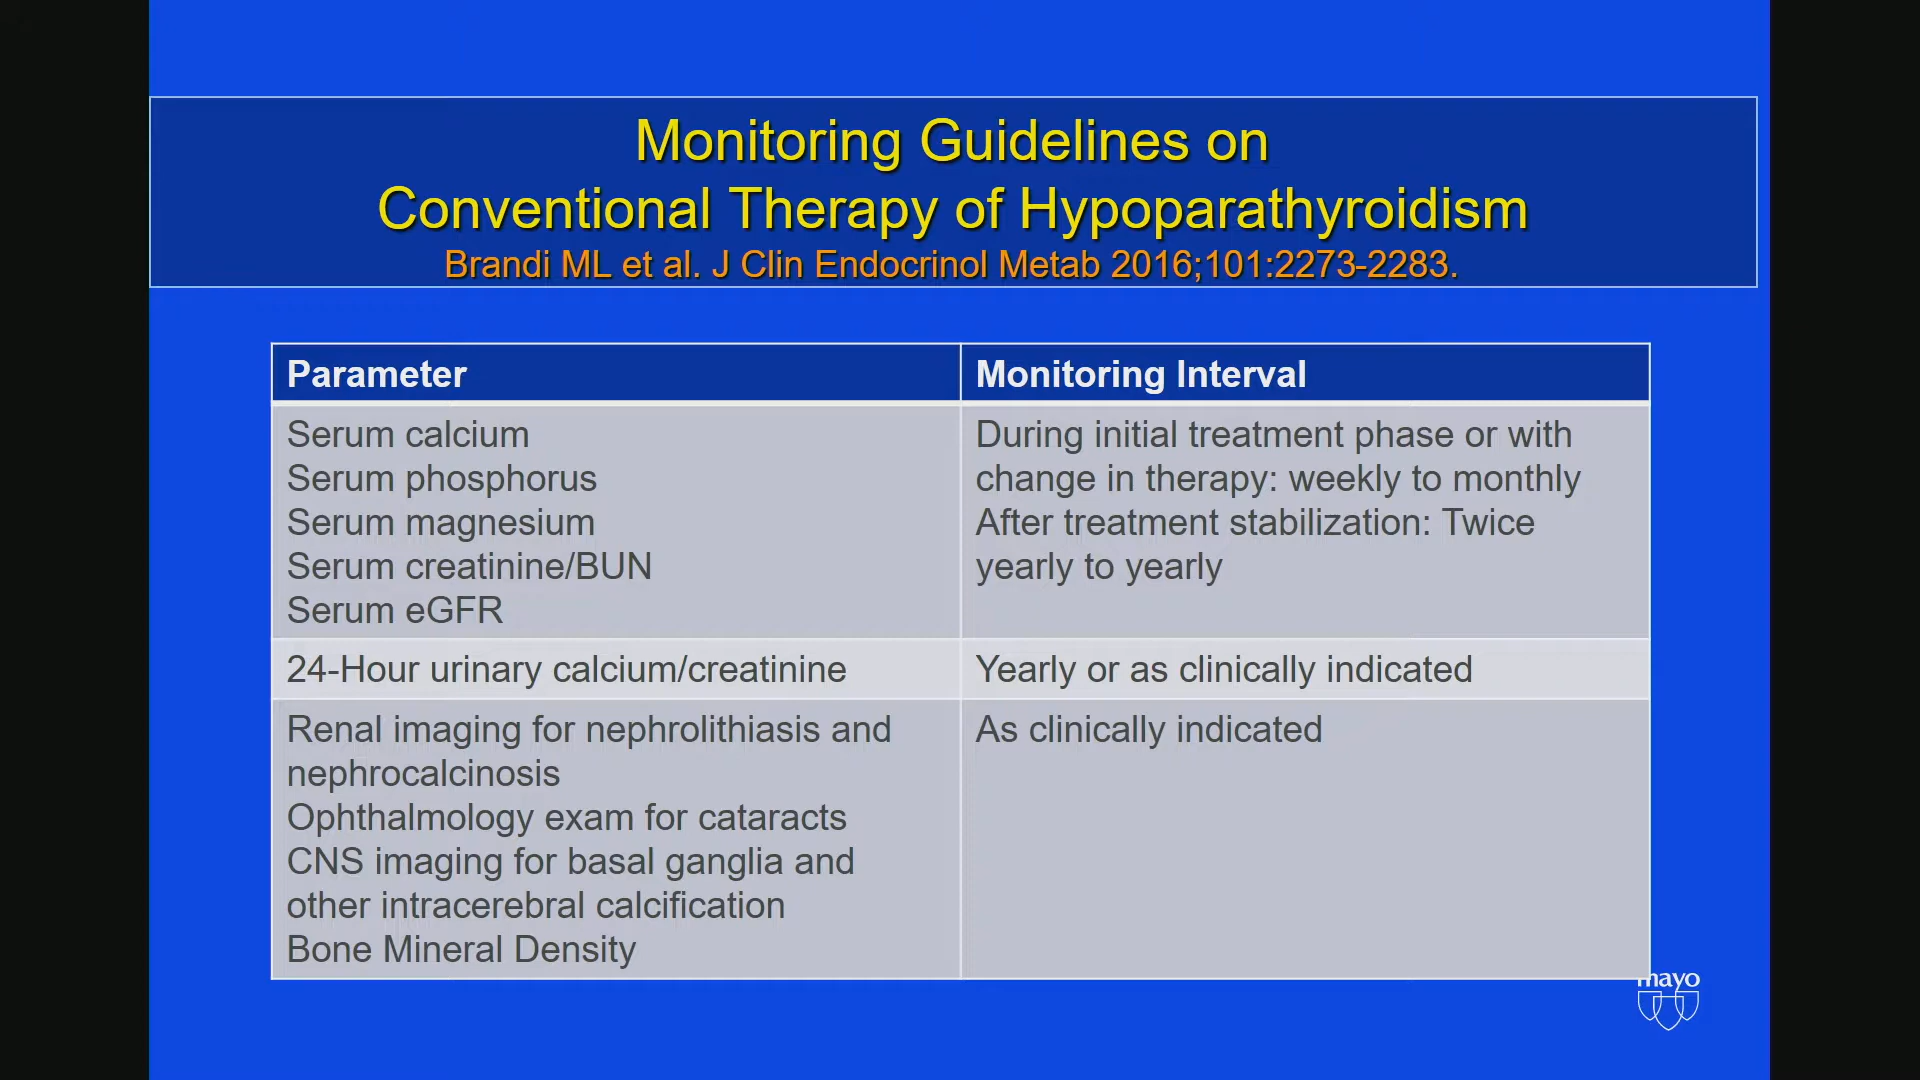 Monitoring Guidelines on
Conventional Therapy of Hypoparathyroidism
Brandi ML et al. J Clin Endocrinol Metab 2016;101:2273-2283.
Parameter
Monitoring Interval
Serum calcium
Serum phosphorus
Serum magnesium
Serum creatinine/BUN
Serum eGFR
During initial treatment phase or with
change in therapy: weekly to monthly
After treatment stabilization: Twice
yearly to yearly
24-Hour urinary calcium/creatinine
Yearly or as clinically indicated
Renal imaging for nephrolithiasis and
nephrocalcinosis
Ophthalmology exam for cataracts
CNS imaging for basal ganglia and
other intracerebral calcification
Bone Mineral Density
As clinically indicated
mayo